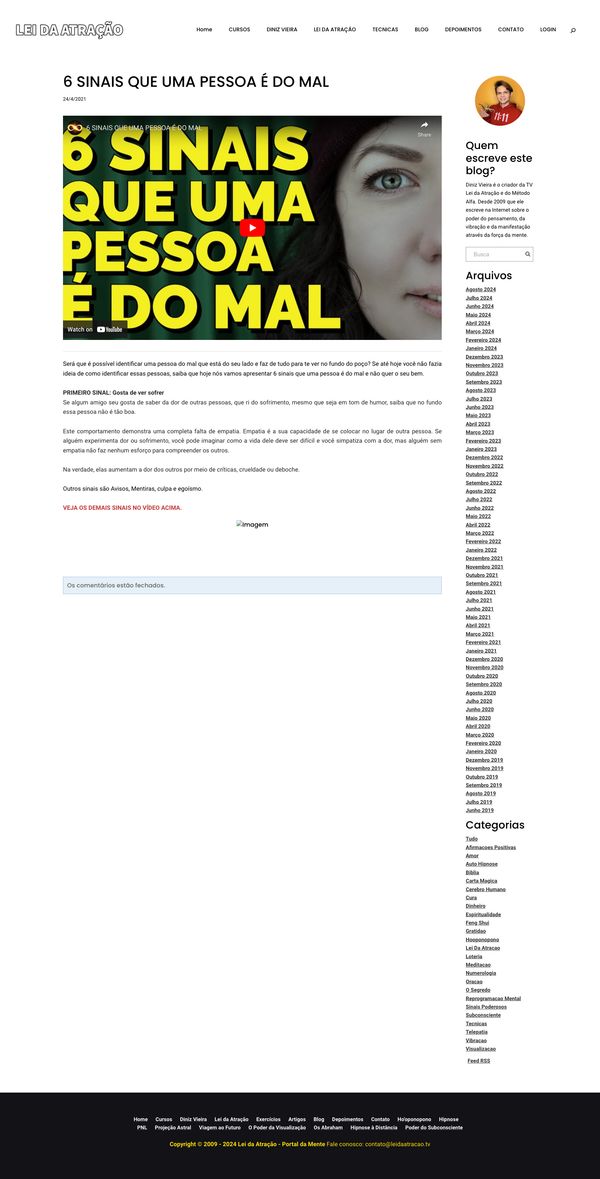 LEI DA ATRAÇÃO
Home CURSOS DINIZ VIEIRA LEI DA ATRAÇÃO TECNICAS BLOG DEPOIMENTOS CONTATO LOGIN
6 SINAIS QUE UMA PESSOA É DO MAL
24/4/2021
6 SINAIS QUE UMA PESSOA É DO MAL
Share
6 SINAIS
QUE UMA
PESSOA
É DO MAL
Watch on YouTube
Será que é possível identificar uma pessoa do mal que está do seu lado e faz de tudo para te ver no fundo do poço? Se até hoje você não fazia
ideia de como identificar essas pessoas, saiba que hoje nós vamos apresentar 6 sinais que uma pessoa é do mal e não quer o seu bem.
PRIMEIRO SINAL: Gosta de ver sofrer
Se algum amigo seu gosta de saber da dor de outras pessoas, que ri do sofrimento, mesmo que seja em tom de humor, saiba que no fundo
essa pessoa não é tão boa.
Este comportamento demonstra uma completa falta de empatia. Empatia é a sua capacidade de se colocar no lugar de outra pessoa. Se
alguém experimenta dor ou sofrimento, você pode imaginar como a vida dele deve ser difícil e você simpatiza com a dor, mas alguém sem
empatia não faz nenhum esforço para compreender os outros.
Na verdade, elas aumentam a dor dos outros por meio de críticas, crueldade ou deboche.
Outros sinais são Avisos, Mentiras, culpa e egoísmo.
VEJA OS DEMAIS SINAIS NO VÍDEO ACIMA.
Imagem
Os comentários estão fechados.
11:11
Quem
escreve este
blog?
Diniz Vieira é o criador da TV
Lei da Atração e do Método
Alfa. Desde 2009 que ele
escreve na Internet sobre o
poder do pensamento, da
vibração e da manifestação
através da força da mente.
Busca
Arquivos
Agosto 2024
Julho 2024
Junho 2024
Maio 2024
Abril 2024
Março 2024
Fevereiro 2024
Janeiro 2024
Dezembro 2023
Novembro 2023
Outubro 2023
Setembro 2023
Agosto 2023
Julho 2023
Junho 2023
Maio 2023
Abril 2023
Março 2023
Fevereiro 2023
Janeiro 2023
Dezembro 2022
Novembro 2022
Outubro 2022
Setembro 2022
Agosto 2022
Julho 2022
Junho 2022
Maio 2022
Abril 2022
Março 2022
Fevereiro 2022
Janeiro 2022
Dezembro 2021
Novembro 2021
Outubro 2021
Setembro 2021
Agosto 2021
Julho 2021
Junho 2021
Maio 2021
Abril 2021
Março 2021
Fevereiro 2021
Janeiro 2021
Dezembro 2020
Novembro 2020
Outubro 2020
Setembro 2020
Agosto 2020
Julho 2020
Junho 2020
Maio 2020
Abril 2020
Março 2020
Fevereiro 2020
Janeiro 2020
Dezembro 2019
Novembro 2019
Outubro 2019
Setembro 2019
Agosto 2019
Julho 2019
Junho 2019
Categorias
Tudo
Afirmacoes Positivas
Amor
Auto Hipnose
Biblia
Carta Magica
Cerebro Humano
Cura
Dinheiro
Espiritualidade
Feng Shui
Gratidao
Hooponopono
Lei Da Atracao
Loteria
Meditacao
Numerologia
Oracao
O Segredo
Reprogramacao Mental
Sinais Poderosos
Subconsciente
Tecnicas
Telepatia
Vibracao
Visualizacao
Feed RSS
Home Cursos Diniz Vieira Lei da Atração Exercícios Artigos Blog Depoimentos Contato Ho'oponopono Hipnose
PNL Projeção Astral Viagem ao Futuro O Poder da Visualização Os Abraham Hipnose à Distância Poder do Subconsciente
Copyright © 2009 - 2024 Lei da Atração - Portal da Mente Fale conosco: contato@leidaatracao.tv